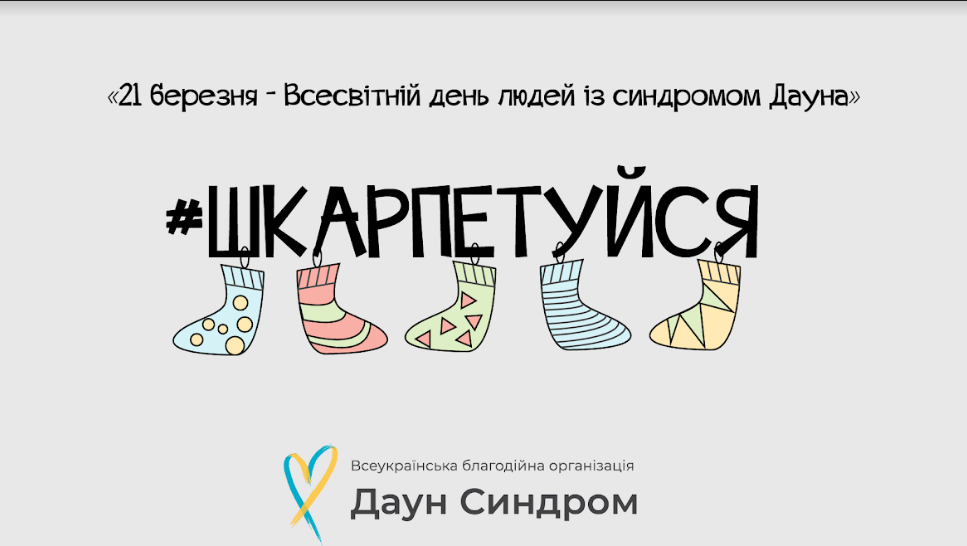 «21 березня - Всесвітній день людей із синдромом Дауна»
#ШКАРПЕТУЙСЯ
Всеукраїнська благодійна організація
Даун Синдром